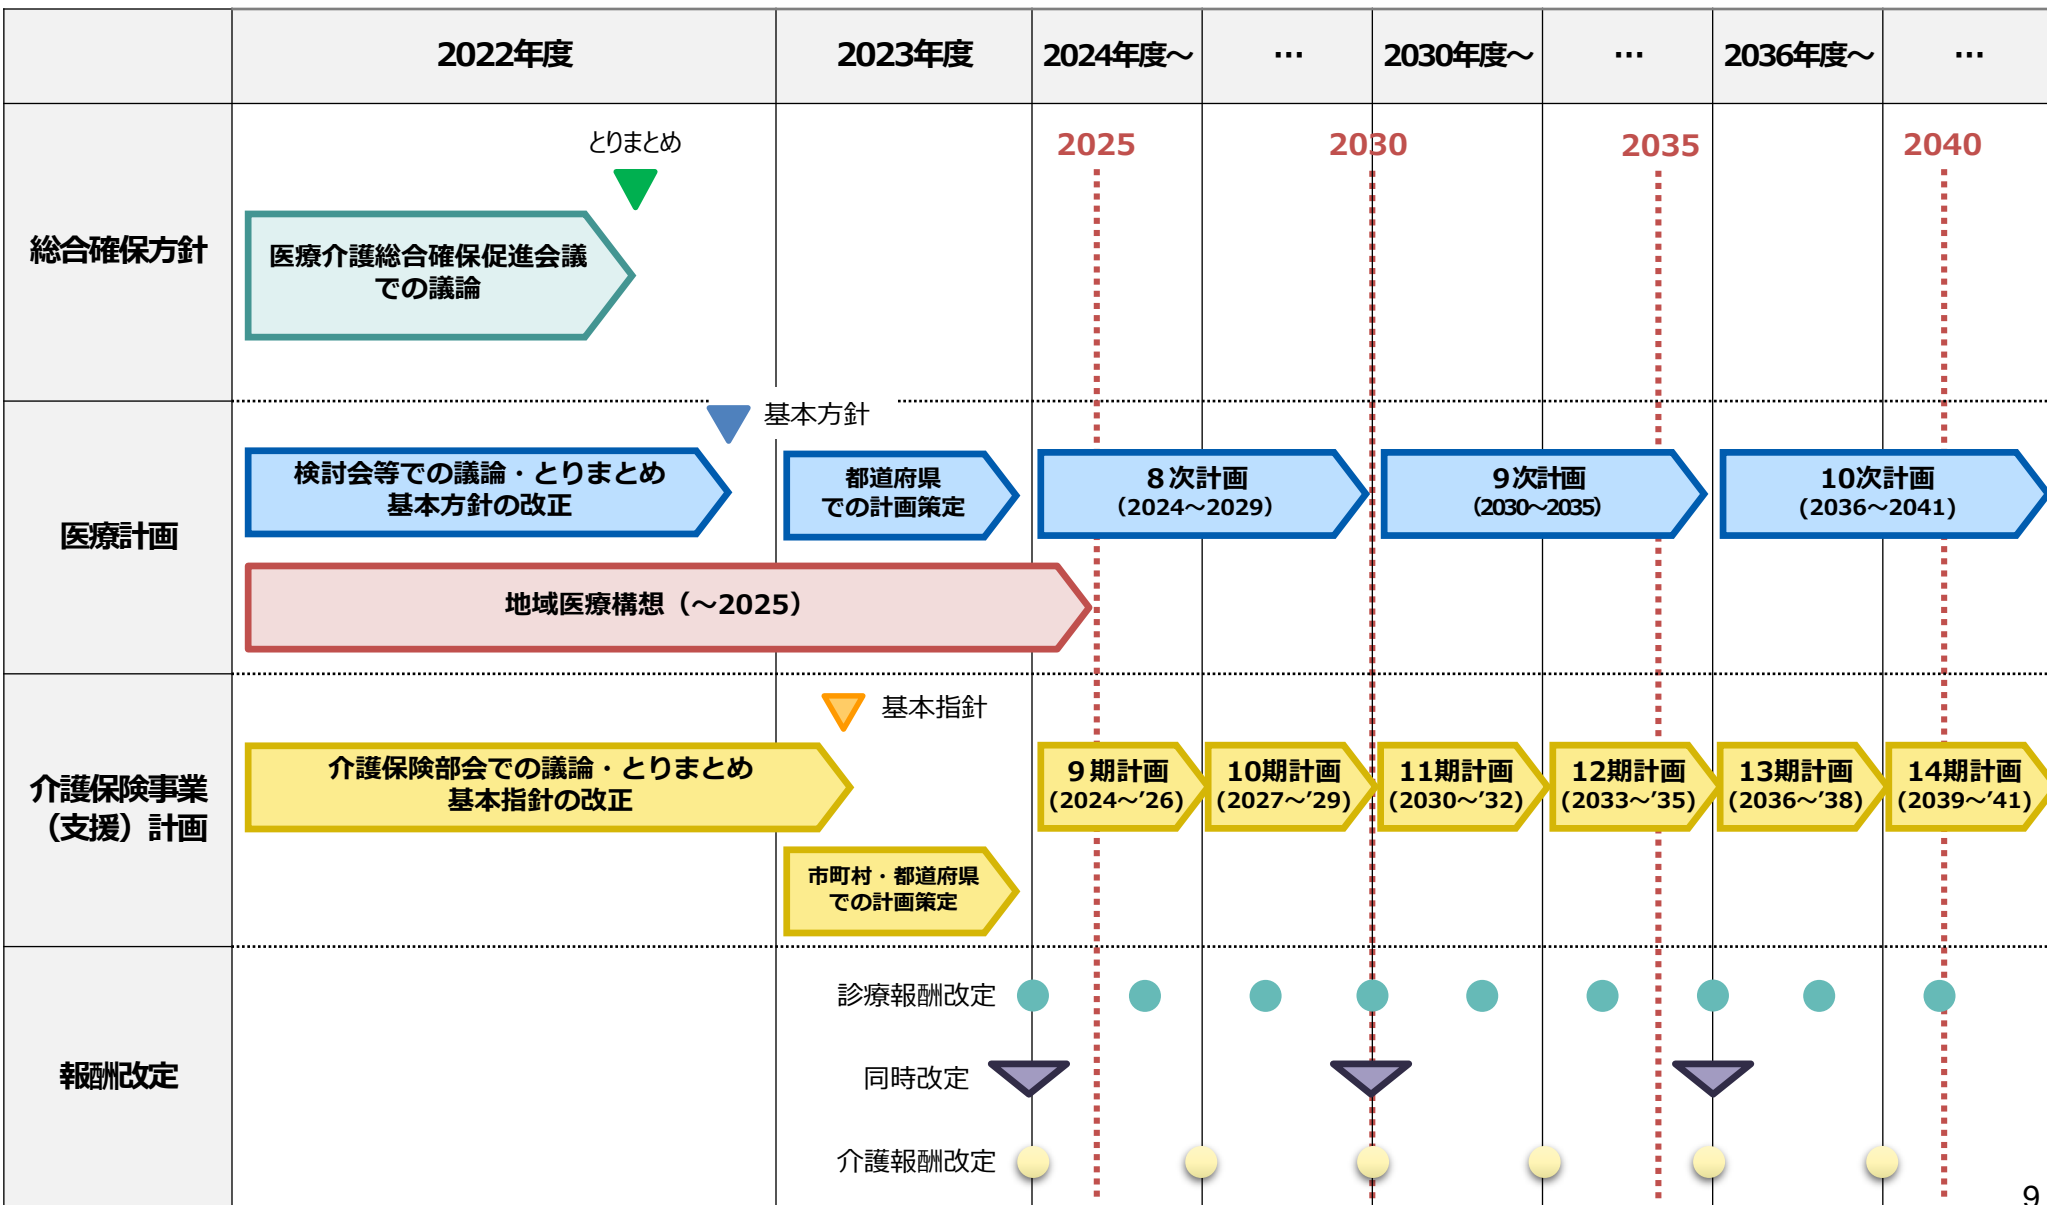 2022年度
2023年度
2024年度～
…
2030年度～
…
2036年度～
…
総合確保方針
とりまとめ
医療介護総合確保促進会議
での議論
2025
2030
2035
2040
医療計画
基本方針
検討会等での議論・とりまとめ
基本方針の改正
都道府県
での計画策定
８次計画
（2024～2029）
９次計画
（2030～2035）
10次計画
（2036～2041）
地域医療構想（～2025）
介護保険事業
（支援）計画
基本指針
介護保険部会での議論・とりまとめ
基本指針の改正
市町村・都道府県
での計画策定
９期計画
(2024～’26)
10期計画
(2027～’29)
11期計画
(2030～’32)
12期計画
(2033～’35)
13期計画
(2036～’38)
14期計画
(2039～’41)
報酬改定
診療報酬改定
同時改定
介護報酬改定
9